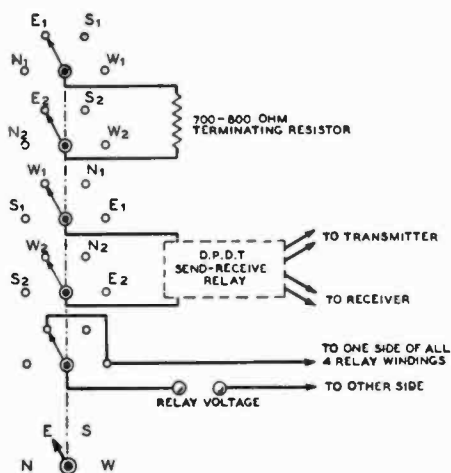 E1 S1
N1 W1
E2 S2
N2 W2
700-800 OHM
TERMINATING RESISTOR
W1 N1
S1 E1
W2 N2
S2 E2
D.P.D.T
SEND-RECEIVE
RELAY
TO TRANSMITTER
TO RECEIVER
TO ONE SIDE OF ALL
4 RELAY WINDINGS
RELAY VOLTAGE
TO OTHER SIDE
E S
N W